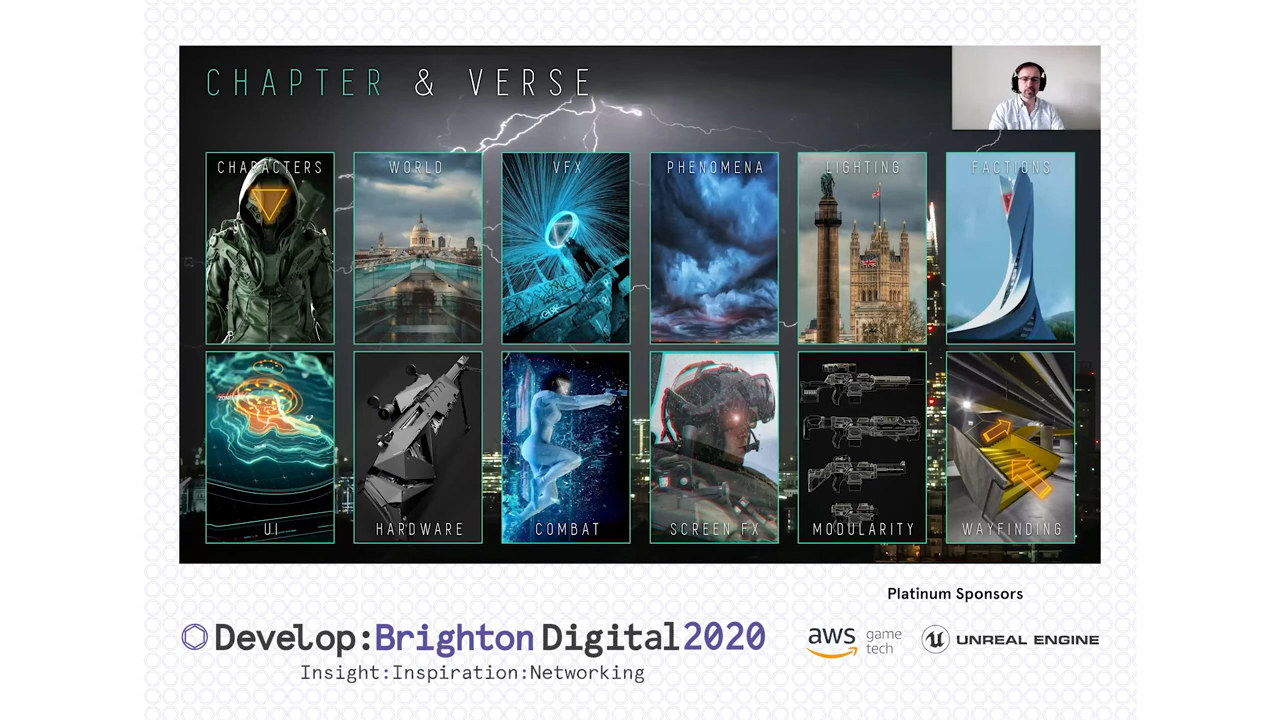 CHAPTER & VERSE
CHARACTERS
WORLD
VFX
PHENOMENA
LIGHTING
FACTIONS
UI
HARDWARE
COMBAT
SCREEN FX
MODULARITY
WAYFINDING
Platinum Sponsors
Develop:Brighton Digital 2020
Insight:Inspiration:Networking
aws game
tech
UNREAL ENGINE